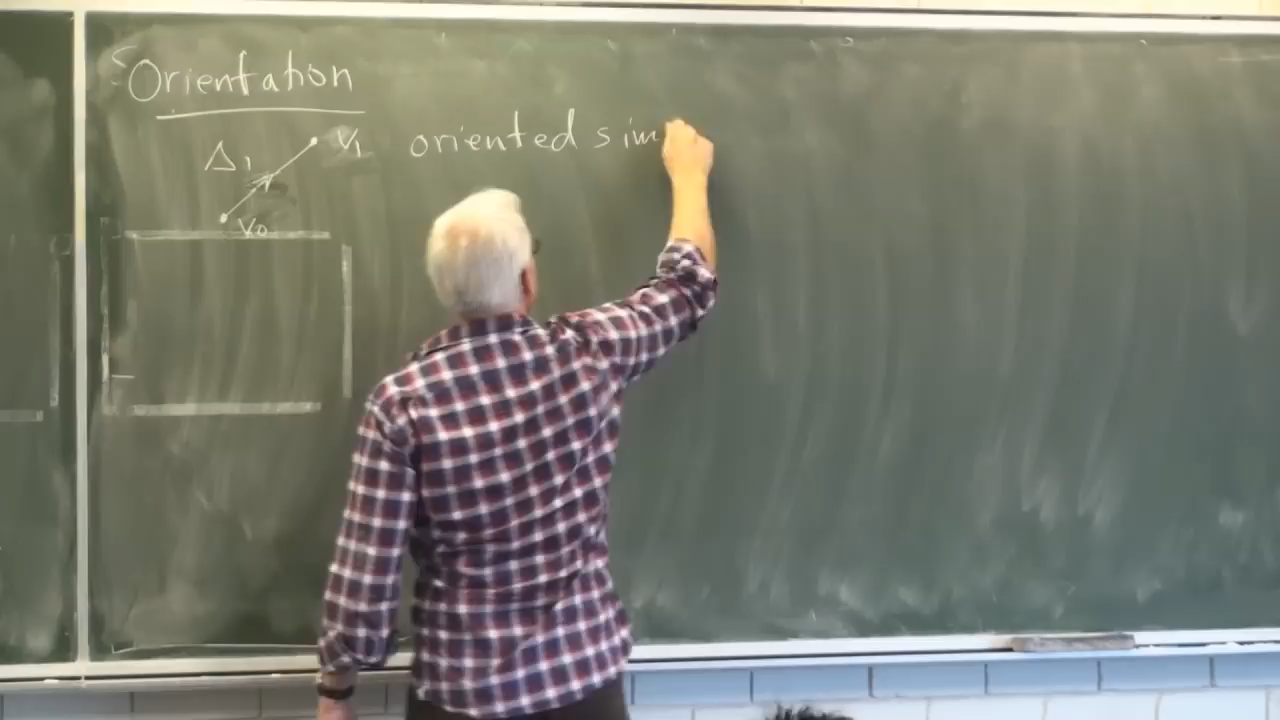 Orientation
Δ₁ V₁ oriented sim
V₀